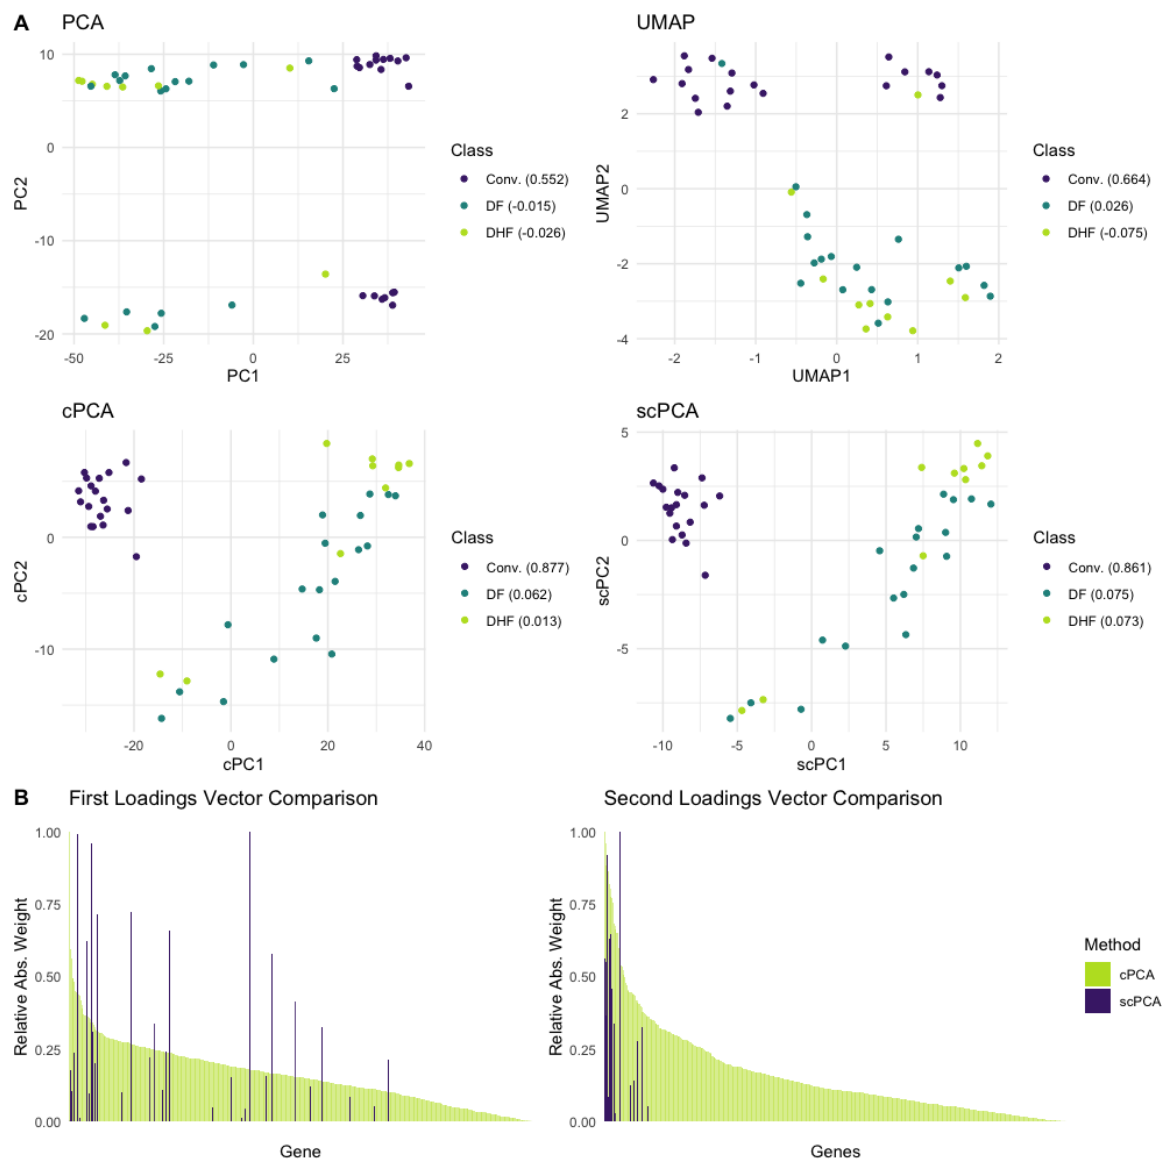 A
PCA
10
0
-10
-20
PC2
-50
-25
0
25
PC1
Class
Conv. (0.552)
DF (-0.015)
DHF (-0.026)
UMAP
2
0
-2
-4
UMAP2
-2
-1
0
1
2
UMAP1
Class
Conv. (0.664)
DF (0.026)
DHF (-0.075)
cPCA
0
-10
cPC2
-20
0
20
40
cPC1
Class
Conv. (0.877)
DF (0.062)
DHF (0.013)
scPCA
5
0
-5
scPC2
-10
-5
0
5
10
scPC1
Class
Conv. (0.861)
DF (0.075)
DHF (0.073)
B
First Loadings Vector Comparison
1.00
0.75
0.50
0.25
0.00
Relative Abs. Weight
Gene
Second Loadings Vector Comparison
1.00
0.75
0.50
0.25
0.00
Relative Abs. Weight
Genes
Method
cPCA
scPCA